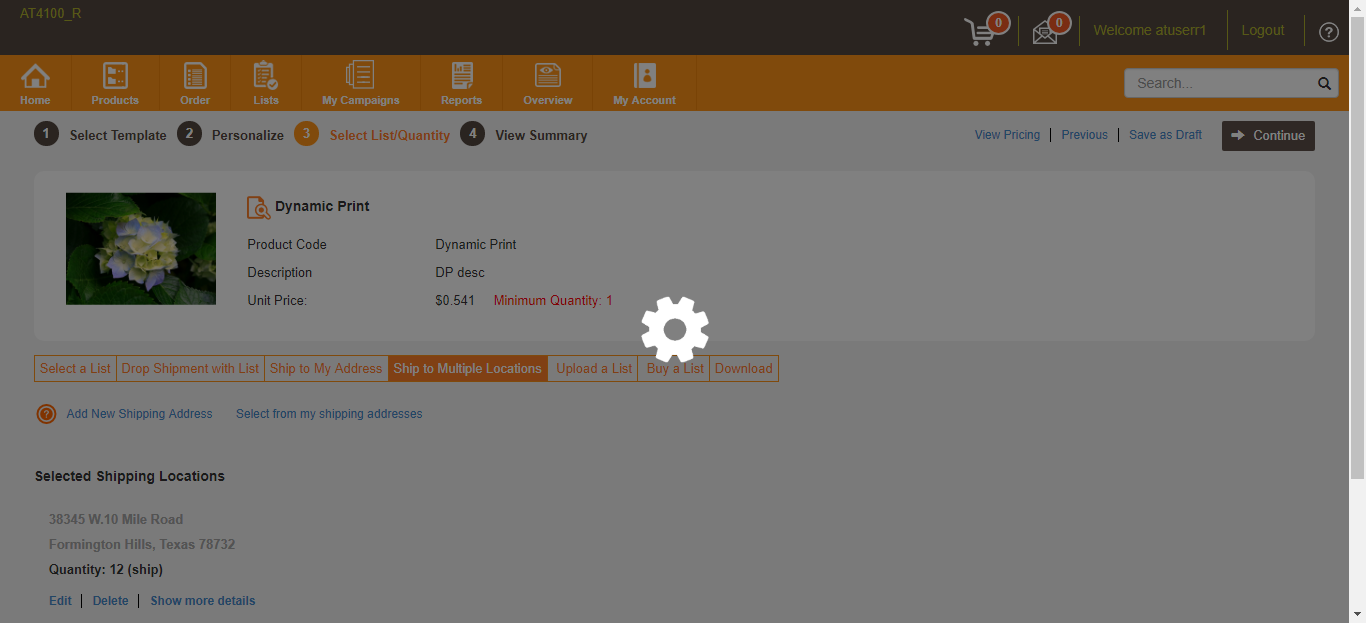 AT4100_R
0
0
Welcome atuserr1
Logout
?
Home
Products
Order
Lists
My Campaigns
Reports
Overview
My Account
Search...
1 Select Template 2 Personalize 3 Select List/Quantity 4 View Summary
View Pricing Previous Save as Draft Continue
Dynamic Print
Product Code Dynamic Print
Description DP desc
Unit Price: $0.541 Minimum Quantity: 1
Select a List Drop Shipment with List Ship to My Address Ship to Multiple Locations Upload a List Buy a List Download
? Add New Shipping Address Select from my shipping addresses
Selected Shipping Locations
38345 W.10 Mile Road
Formington Hills, Texas 78732
Quantity: 12 (ship)
Edit Delete Show more details